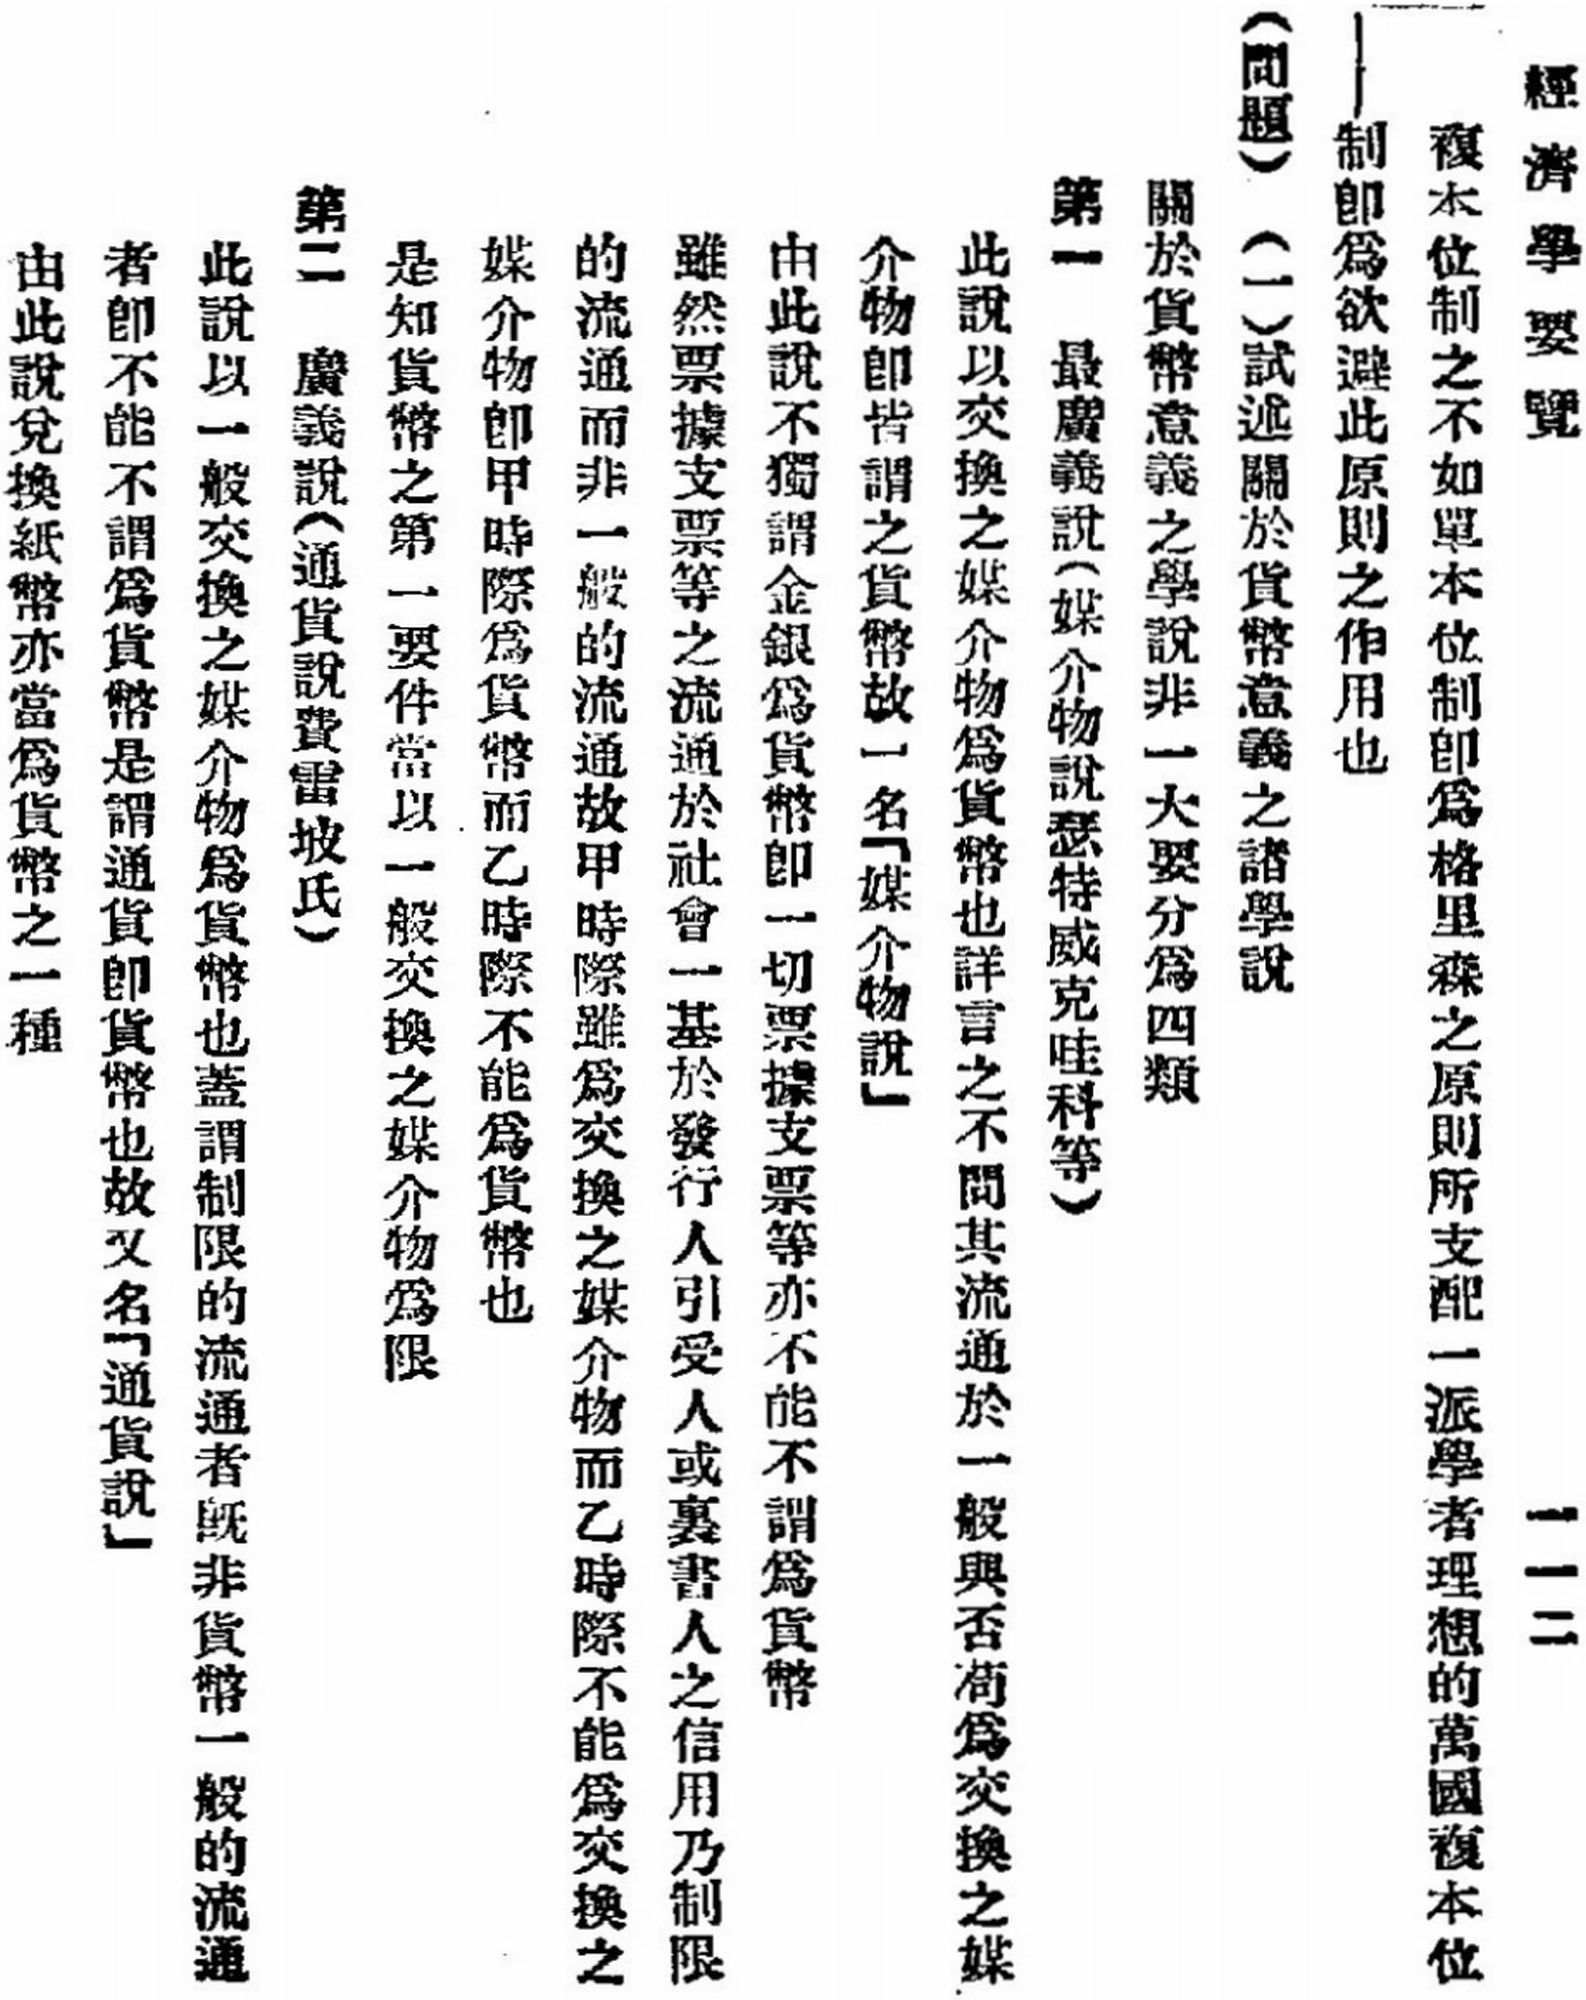 經濟學要覽 一一二
複本位制之不如單本位制卽爲格里森之原則所支配一派學者理想的萬國複本位
制卽爲欲避此原則之作用也
（問題）（一）試述關於貨幣意義之諸學說
關於貨幣意義之學說非一大要分爲四類
第一 最廣義說（媒介物說瑟特威克哇科等）
此說以交換之媒介物爲貨幣也詳言之不問其流通於一般與否苟爲交換之媒
介物卽皆謂之貨幣故一名「媒介物說」
由此說不獨謂金銀爲貨幣卽一切票據支票等亦不能不謂爲貨幣
雖然票據支票等之流通於社會一基於發行人引受人或裏書人之信用乃制限
的流通而非一般的流通故甲時際雖爲交換之媒介物而乙時際不能爲交換之
媒介物卽甲時際爲貨幣而乙時際不能爲貨幣也
是知貨幣之第一要件當以一般交換之媒介物爲限
第二 廣義說（通貨說費雷坡氏）
此說以一般交換之媒介物爲貨幣也蓋謂制限的流通者旣非貨幣一般的流通
者卽不能不謂爲貨幣是謂通貨卽貨幣也故又名「通貨說」
由此說兌換紙幣亦當爲貨幣之一種